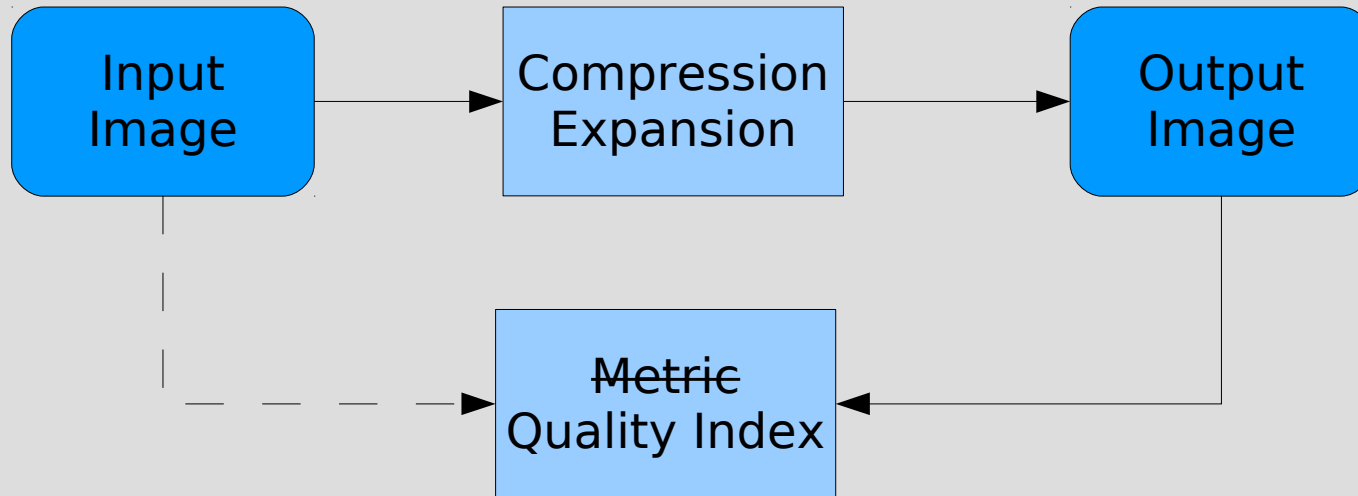 Input
Image
Compression
Expansion
Output
Image
Metric
Quality Index